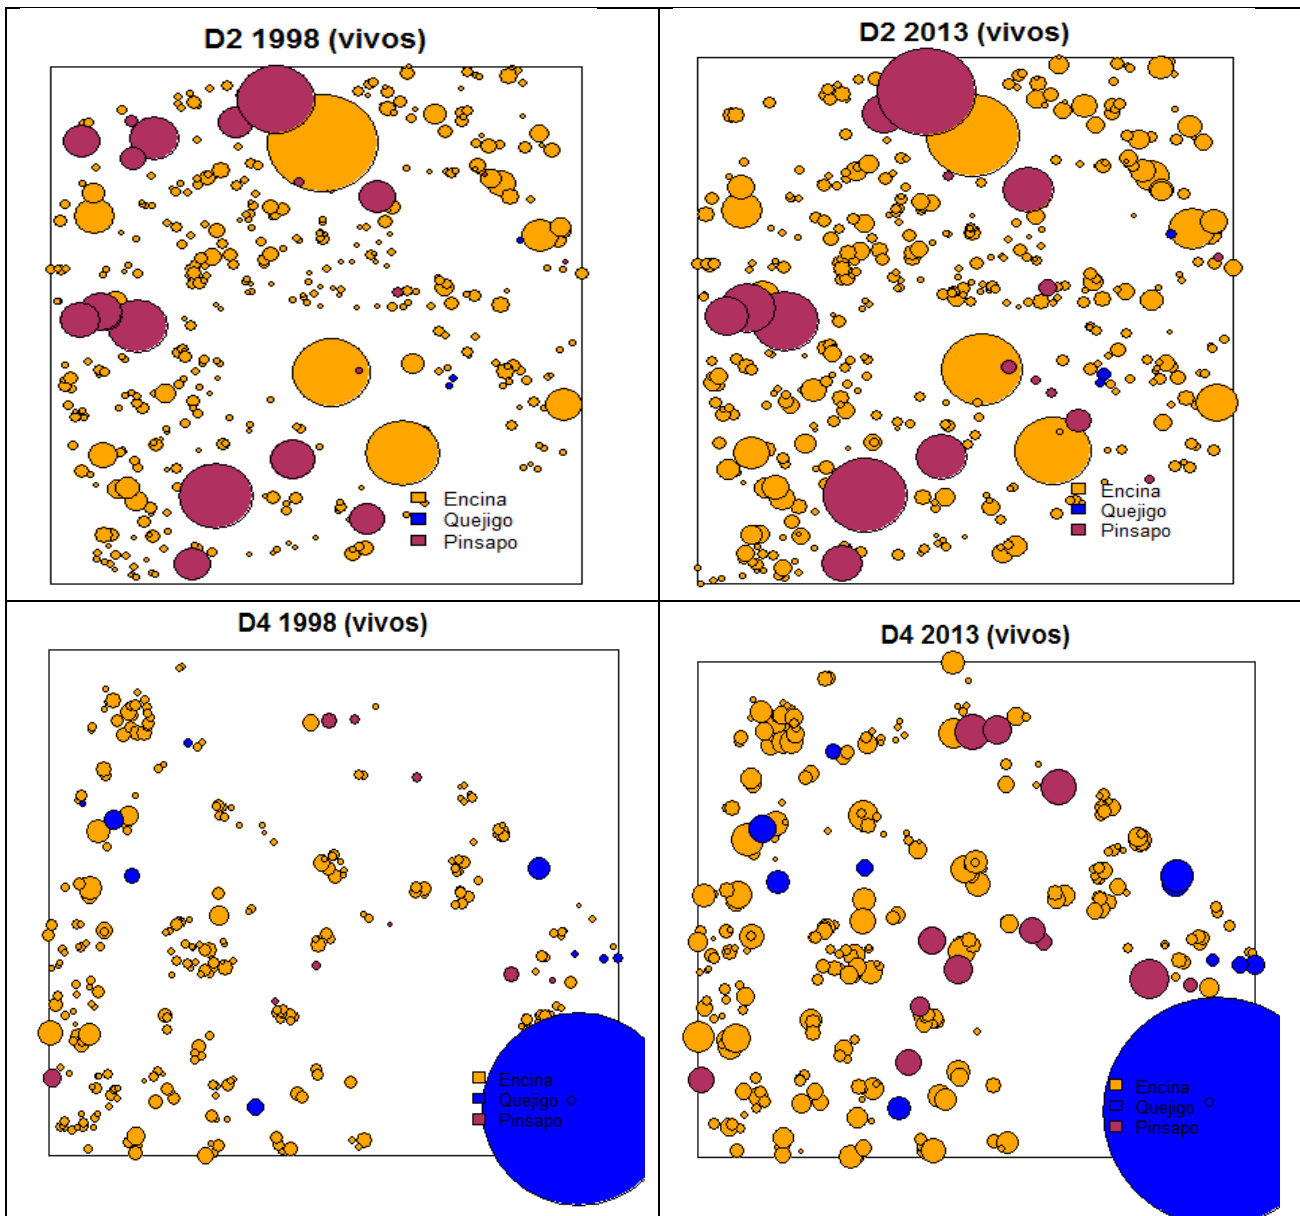 D2 1998 (vivos)
Encina
Quejigo
Pinsapo
D2 2013 (vivos)
Encina
Quejigo
Pinsapo
D4 1998 (vivos)
Encina
Quejigo
Pinsapo
D4 2013 (vivos)
Encina
Quejigo
Pinsapo